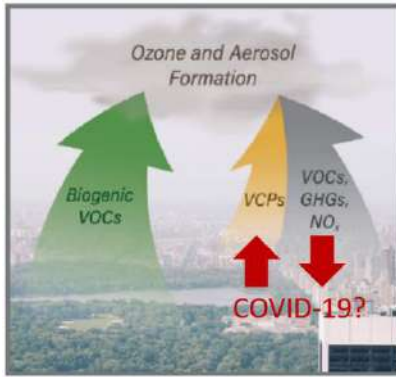 Ozone and Aerosol
Formation
Biogenic
VOCs
VCPs
VOCs,
GHGs,
NOx
COVID-19?